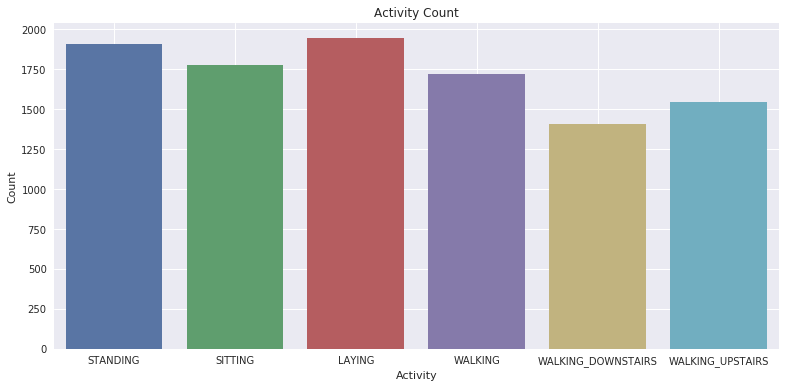 Activity Count
2000
1750
1500
1250
1000
750
500
250
0
Count
STANDING SITTING LAYING WALKING WALKING_DOWNSTAIRS WALKING_UPSTAIRS
Activity